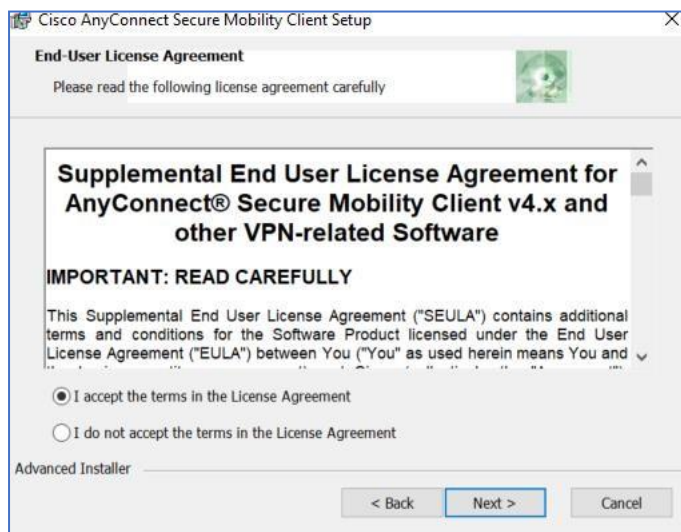 Cisco AnyConnect Secure Mobility Client Setup
End-User License Agreement
Please read the following license agreement carefully
Supplemental End User License Agreement for
AnyConnect® Secure Mobility Client v4.x and
other VPN-related Software
IMPORTANT: READ CAREFULLY
This Supplemental End User License Agreement ("SEULA") contains additional
terms and conditions for the Software Product licensed under the End User
License Agreement ("EULA") between You ("You" as used herein means You and
I accept the terms in the License Agreement
I do not accept the terms in the License Agreement
Advanced Installer
< Back Next > Cancel